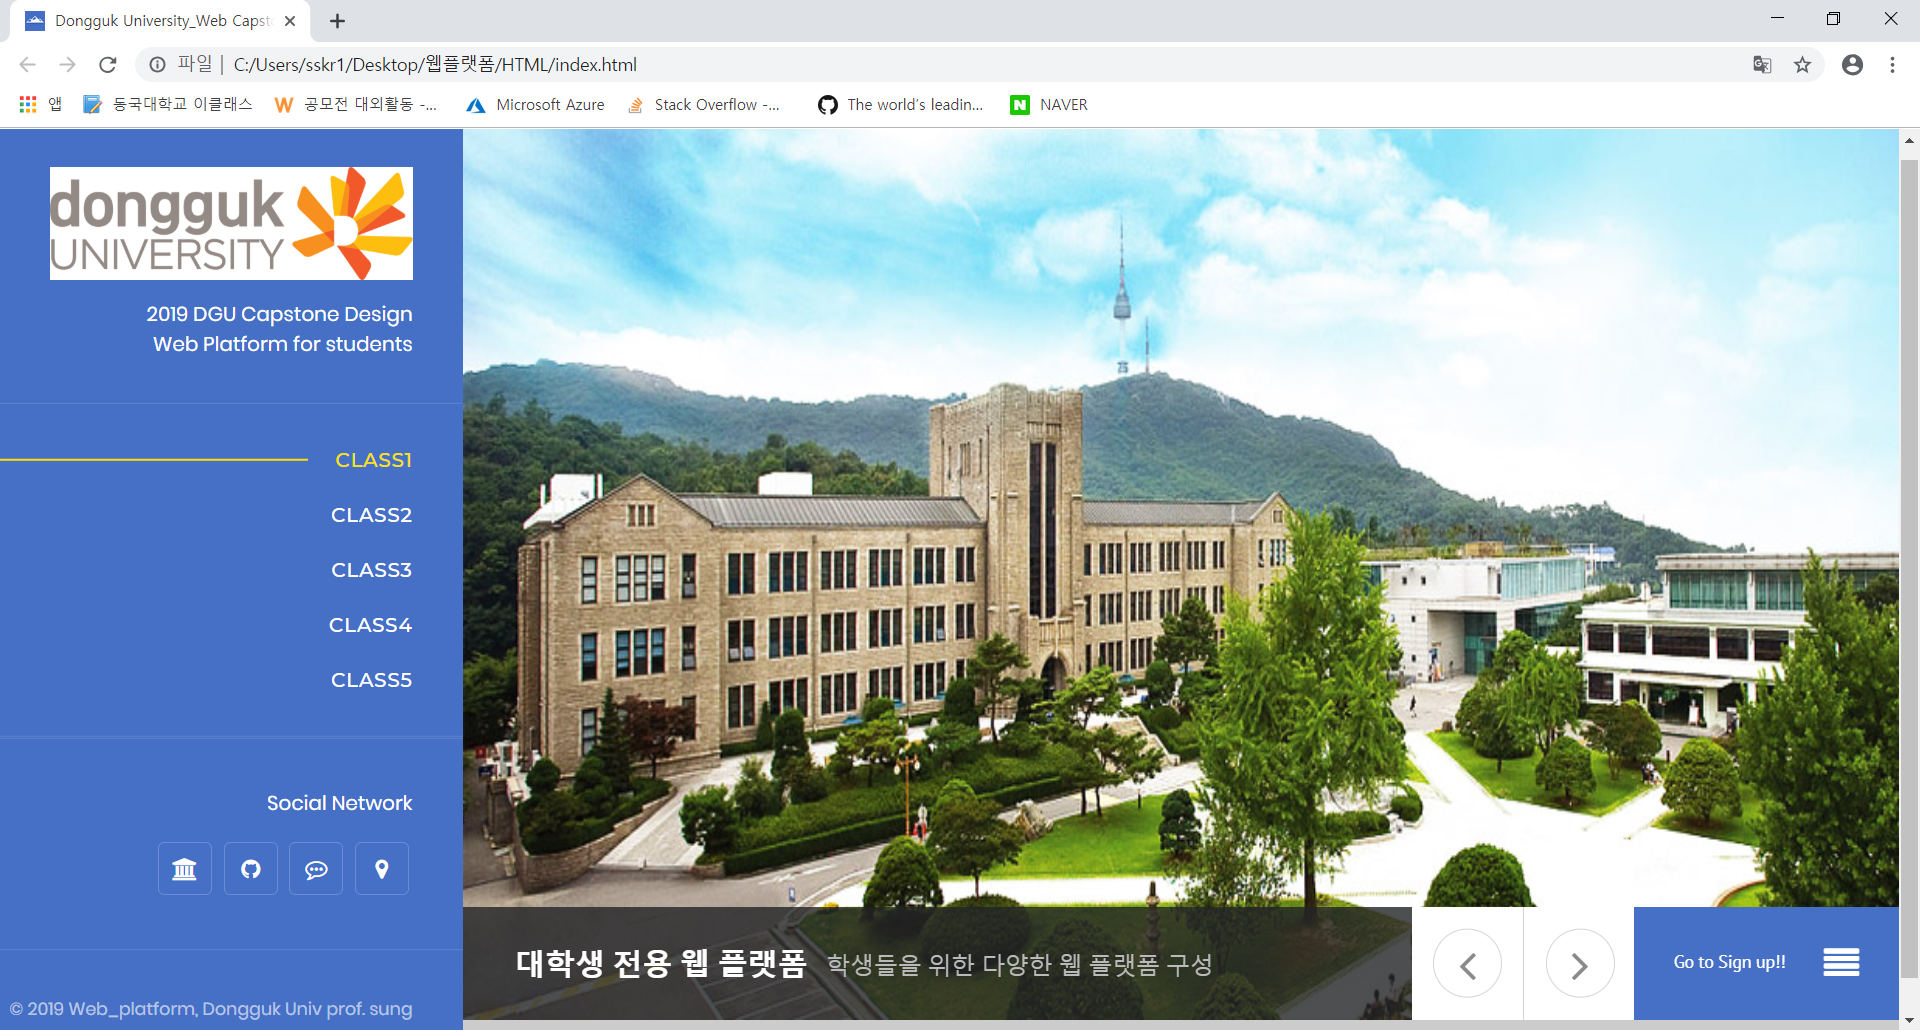 Dongguk University_Web Capst
파일 | C:/Users/sskr1/Desktop/웹플랫폼/HTML/index.html
앱 동국대학교 이클래스 공모전 대외활동 -... Microsoft Azure Stack Overflow -... The world's leadin... N NAVER
dongguk
UNIVERSITY
2019 DGU Capstone Design
Web Platform for students
CLASS1
CLASS2
CLASS3
CLASS4
CLASS5
Social Network
© 2019 Web_platform, Dongguk Univ prof. sung
대학생 전용 웹 플랫폼 학생들을 위한 다양한 웹 플랫폼 구성
Go to Sign up!!